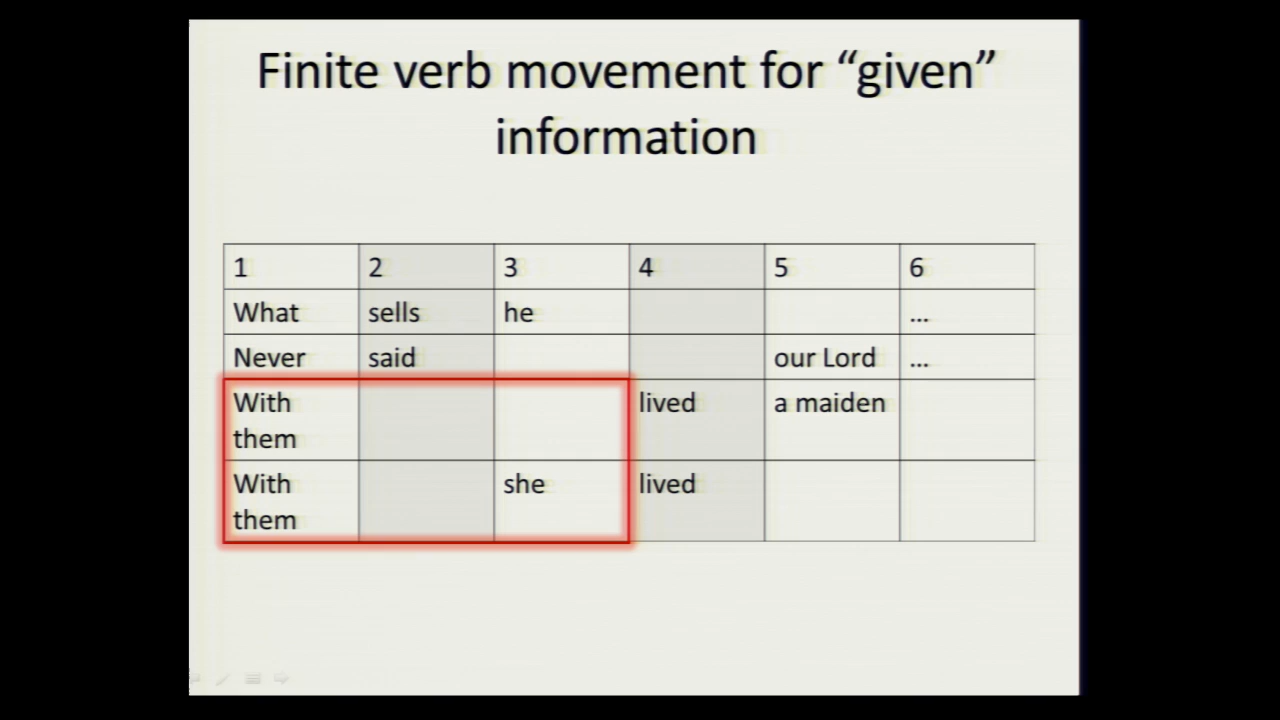 Finite verb movement for “given”
information
1 2 3 4 5 6
What sells he ...
Never said our Lord ...
With them lived a maiden
With them she lived